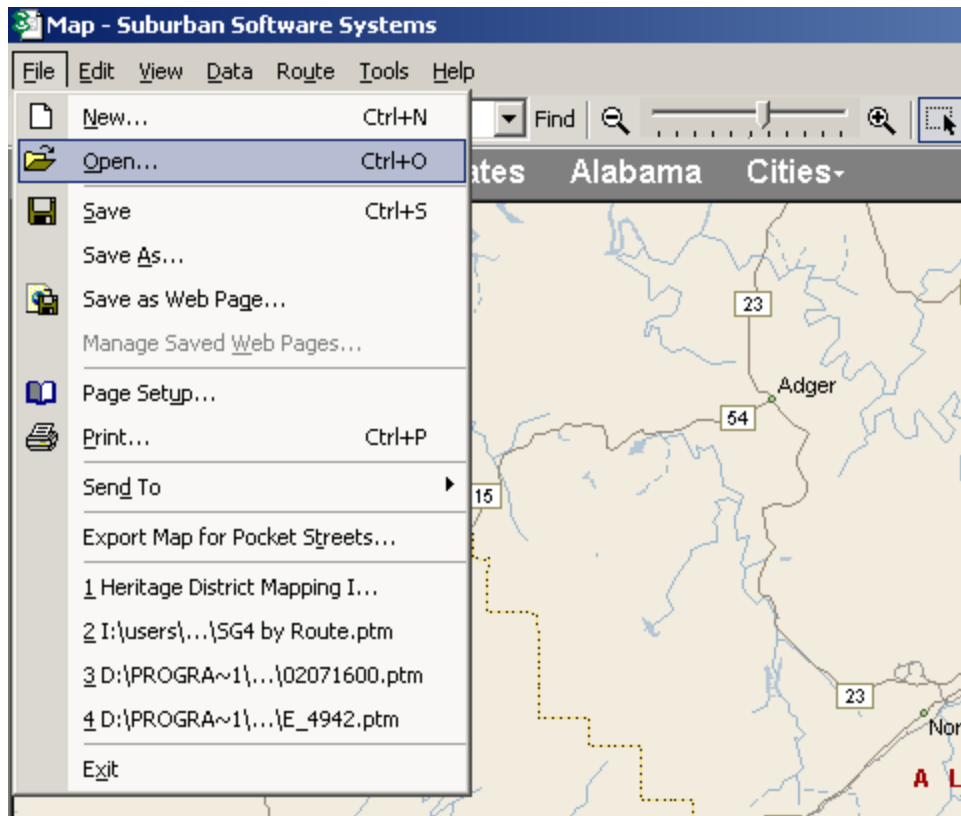 Map - Suburban Software Systems
File Edit View Data Route Tools Help
New... Ctrl+N
Find
Open... Ctrl+O
ates Alabama Cities-
Save Ctrl+S
Save As...
Save as Web Page...
23
Manage Saved Web Pages...
Page Setup...
Adger
54
Print... Ctrl+P
Send To
15
Export Map for Pocket Streets...
1 Heritage District Mapping I...
2 I:\users\...\SG4 by Route.ptm
3 D:\PROGRA~1\...\02071600.ptm
23
4 D:\PROGRA~1\...\E_4942.ptm
Nor
Exit
A L